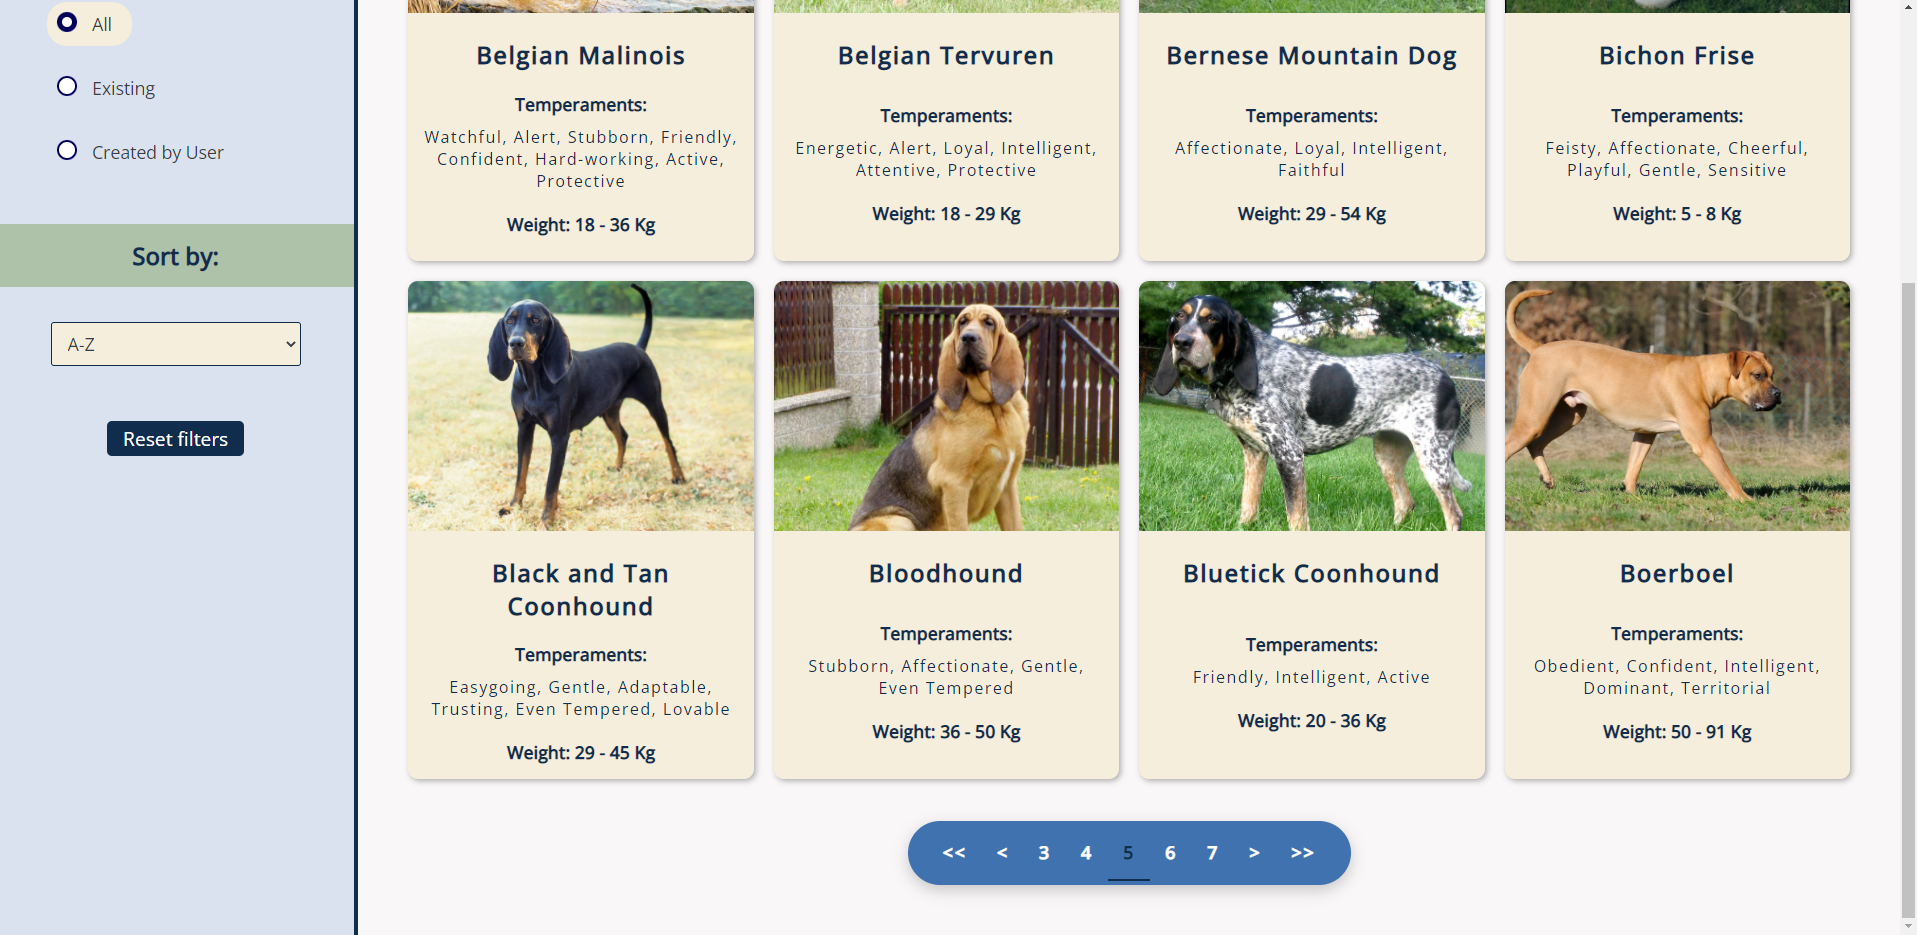 All
Existing
Created by User
Sort by:
A-Z
Reset filters
Belgian Malinois
Temperaments:
Watchful, Alert, Stubborn, Friendly,
Confident, Hard-working, Active,
Protective
Weight: 18 - 36 Kg
Belgian Tervuren
Temperaments:
Energetic, Alert, Loyal, Intelligent,
Attentive, Protective
Weight: 18 - 29 Kg
Bernese Mountain Dog
Temperaments:
Affectionate, Loyal, Intelligent,
Faithful
Weight: 29 - 54 Kg
Bichon Frise
Temperaments:
Feisty, Affectionate, Cheerful,
Playful, Gentle, Sensitive
Weight: 5 - 8 Kg
Black and Tan
Coonhound
Temperaments:
Easygoing, Gentle, Adaptable,
Trusting, Even Tempered, Lovable
Weight: 29 - 45 Kg
Bloodhound
Temperaments:
Stubborn, Affectionate, Gentle,
Even Tempered
Weight: 36 - 50 Kg
Bluetick Coonhound
Temperaments:
Friendly, Intelligent, Active
Weight: 20 - 36 Kg
Boerboel
Temperaments:
Obedient, Confident, Intelligent,
Dominant, Territorial
Weight: 50 - 91 Kg
<< < 3 4 5 6 7 > >>